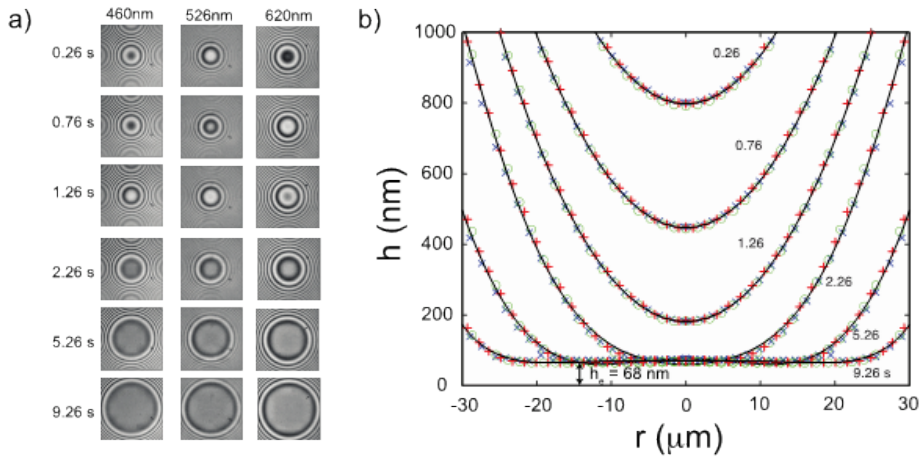 a)
460nm 526nm 620nm
0.26 s
0.76 s
1.26 s
2.26 s
5.26 s
9.26 s
b)
1000
800
600
400
200
0
h (nm)
0.26
0.76
1.26
2.26
5.26
9.26 s
hₑ = 68 nm
-30 -20 -10 0 10 20 30
r (μm)